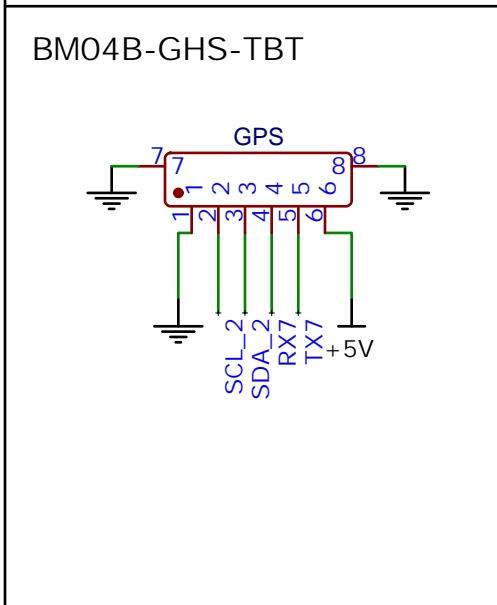 BM04B-GHS-TBT
GPS
7 8
7 8
1 2 3 4 5 6
1 2 3 4 5 6
SCL_2
SDA_2
RX7
TX7
+5V